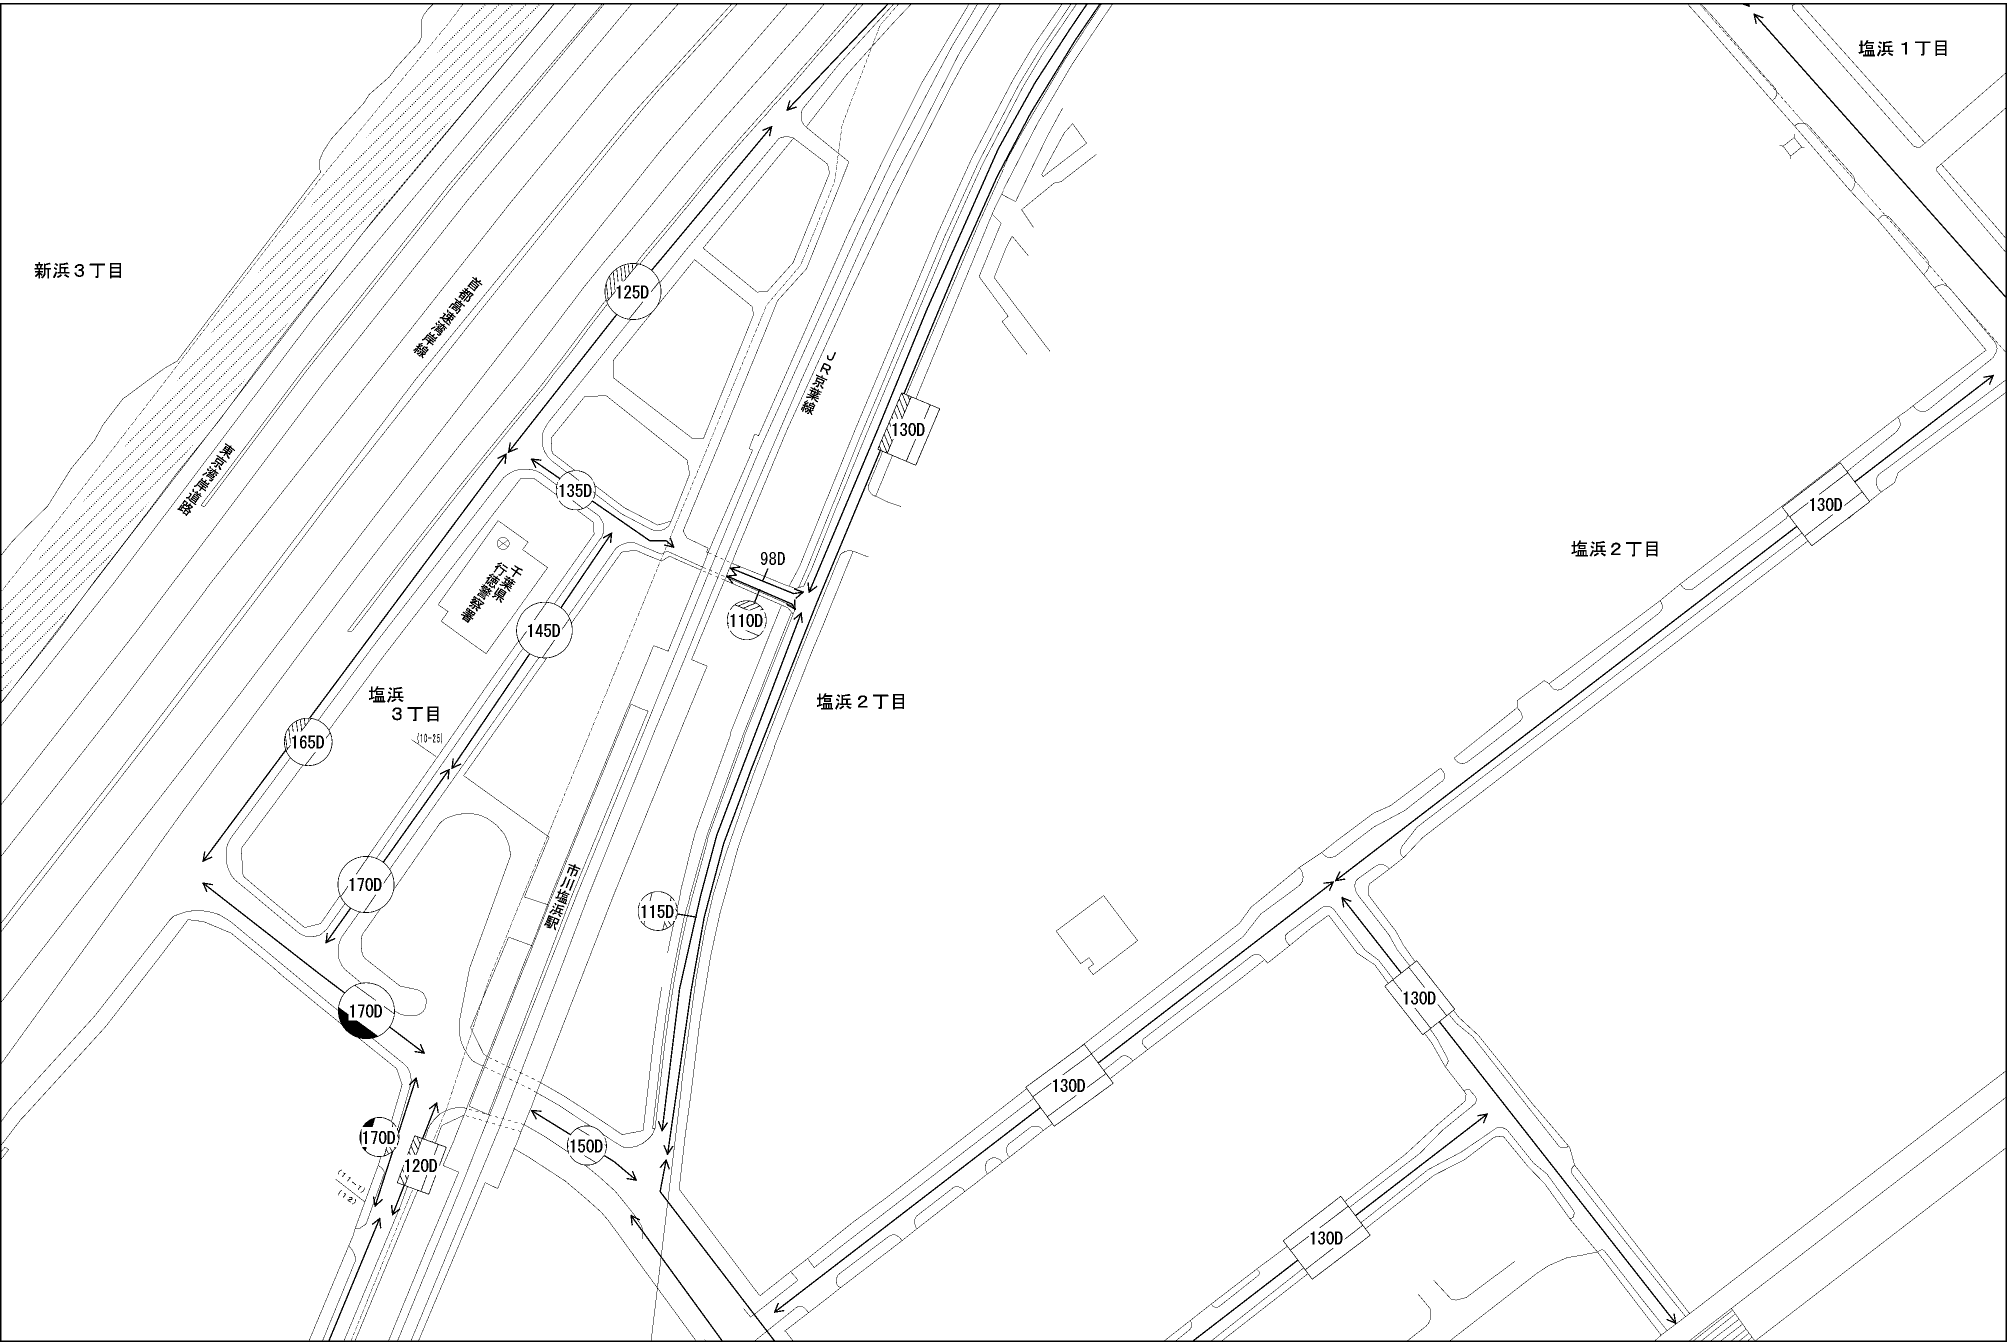 塩浜１丁目
新浜３丁目
首都高速湾岸線
125D
ＪＲ京葉線
130D
東京湾岸道路
135D
130D
塩浜２丁目
98D
千葉県
行徳警察署
110D
145D
塩浜
３丁目
塩浜２丁目
(10-25)
165D
170D
市川塩浜駅
115D
130D
170D
130D
170D
150D
120D
(11-1)
(12)
130D